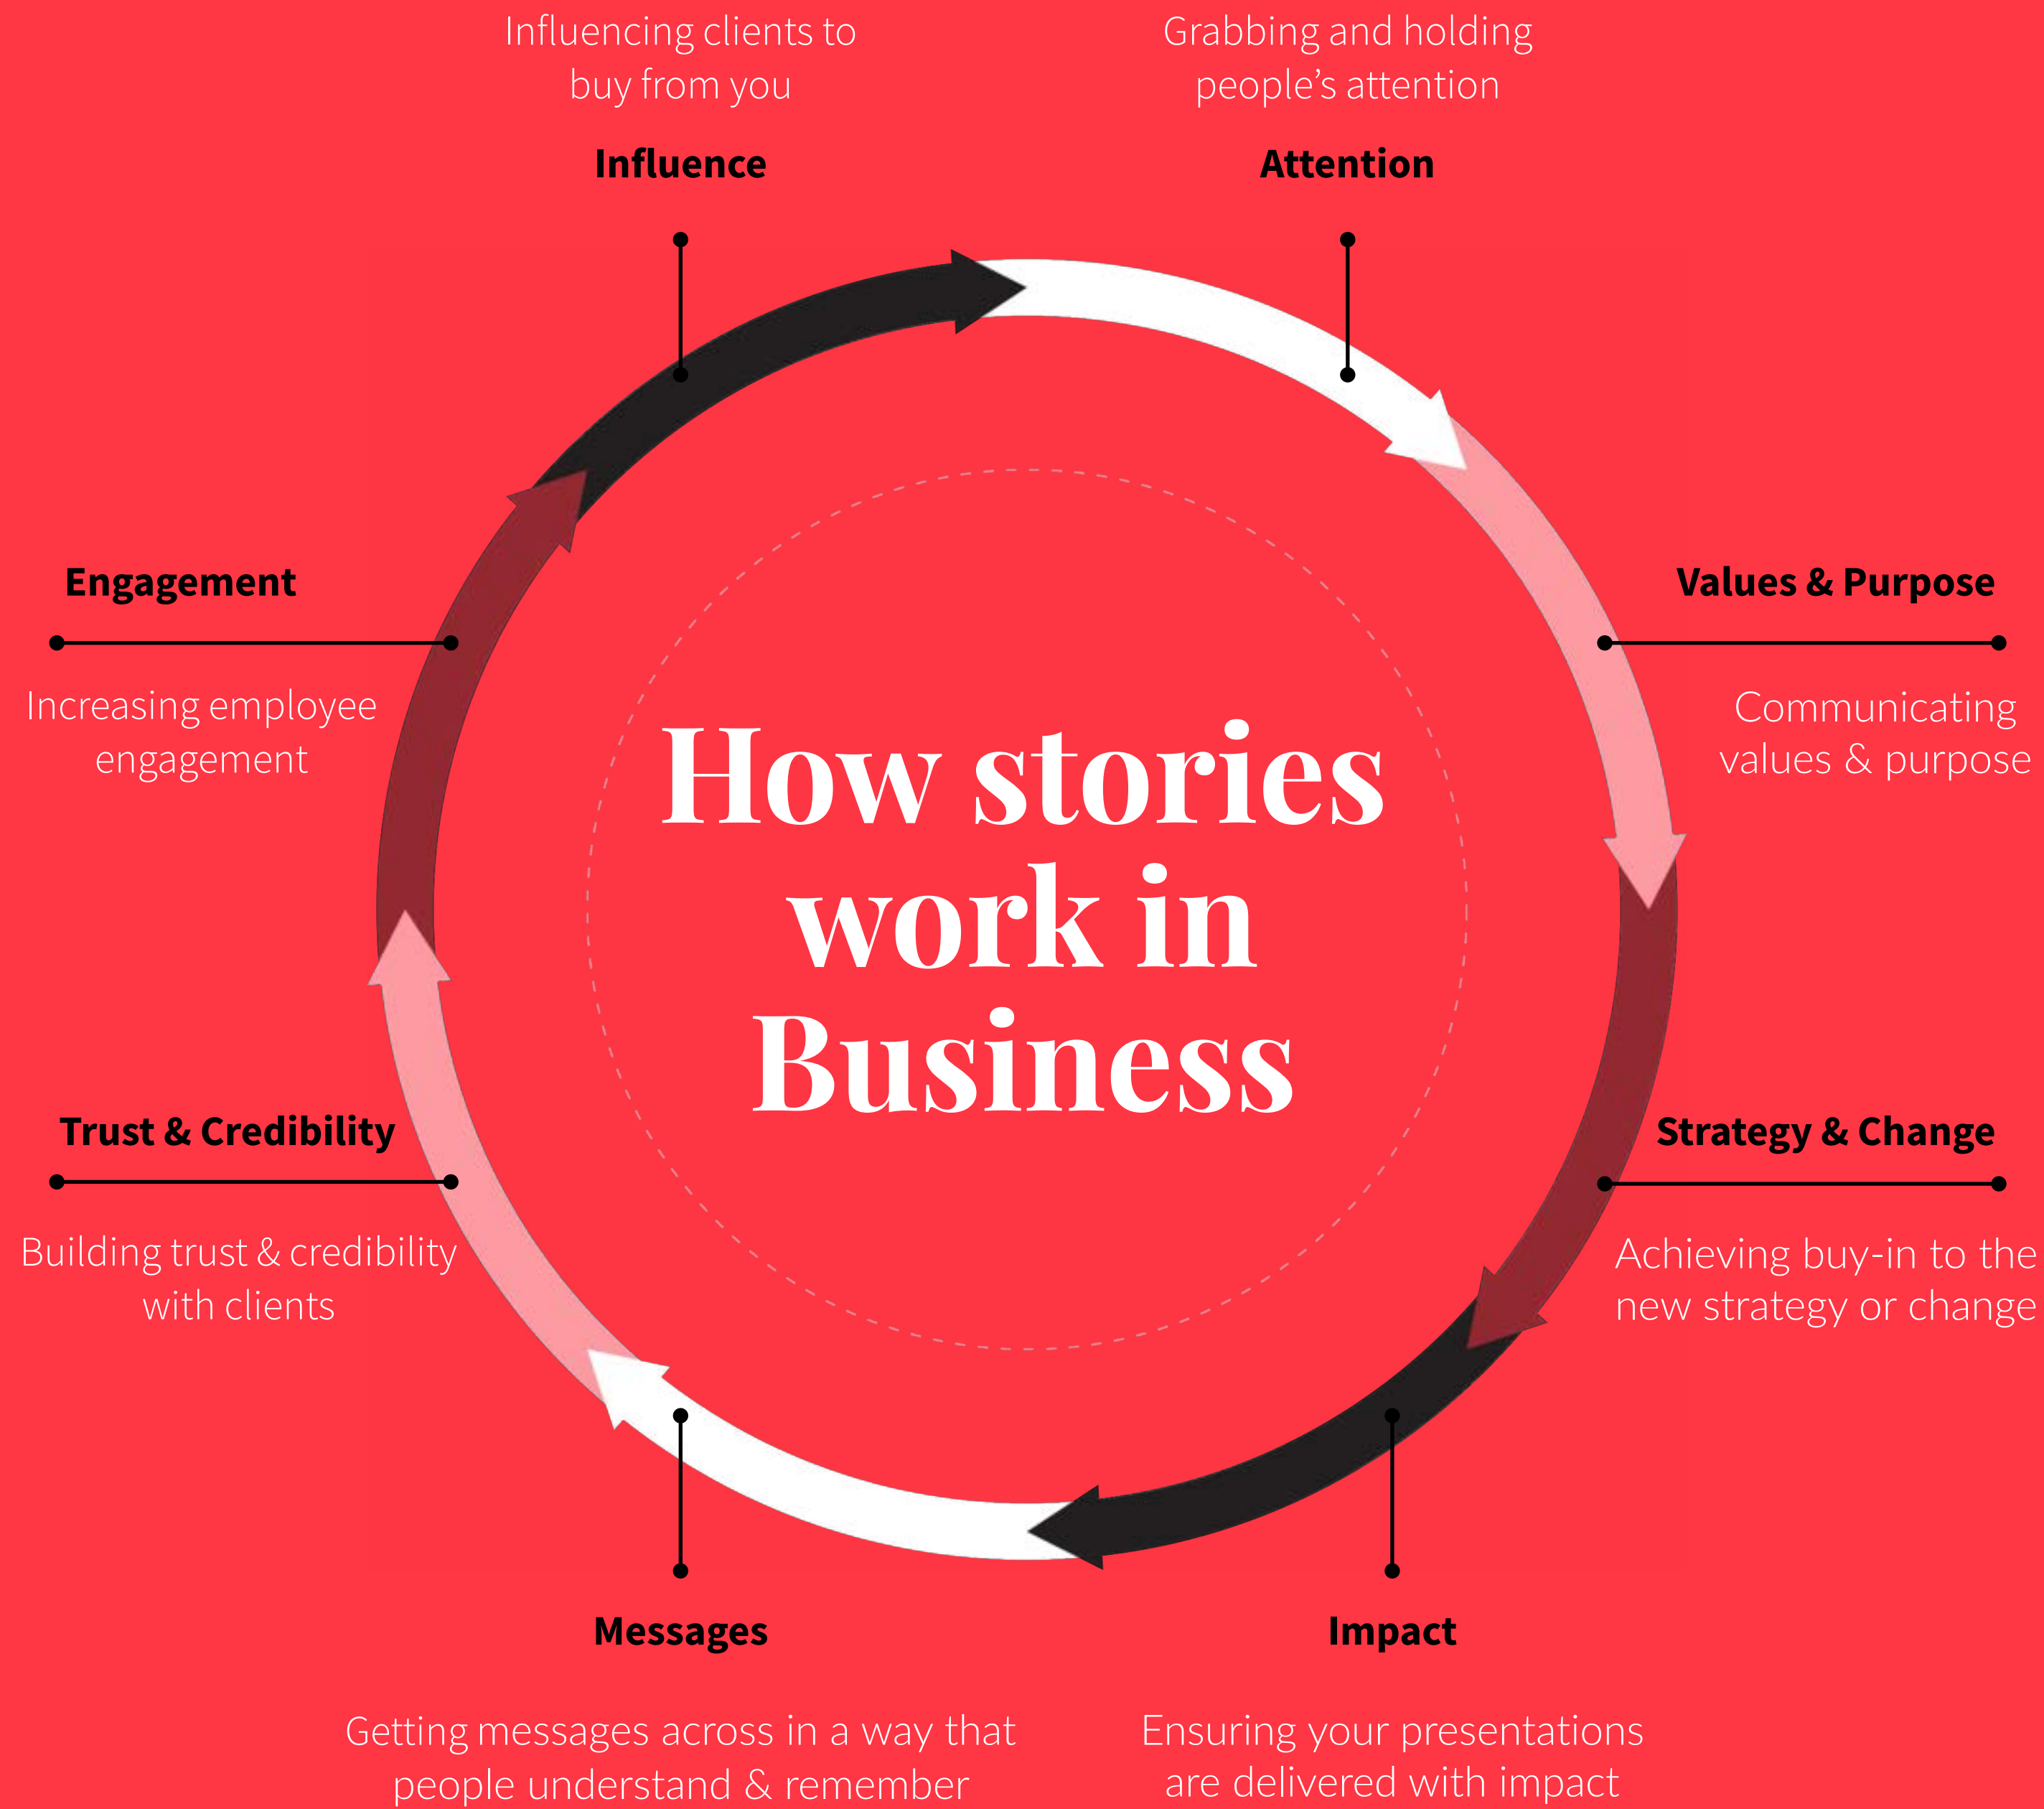 Influencing clients to
buy from you
Influence
Grabbing and holding
people’s attention
Attention
Engagement
Increasing employee
engagement
Values & Purpose
Communicating
values & purpose
How stories
work in
Business
Trust & Credibility
Building trust & credibility
with clients
Strategy & Change
Achieving buy-in to the
new strategy or change
Messages
Getting messages across in a way that
people understand & remember
Impact
Ensuring your presentations
are delivered with impact